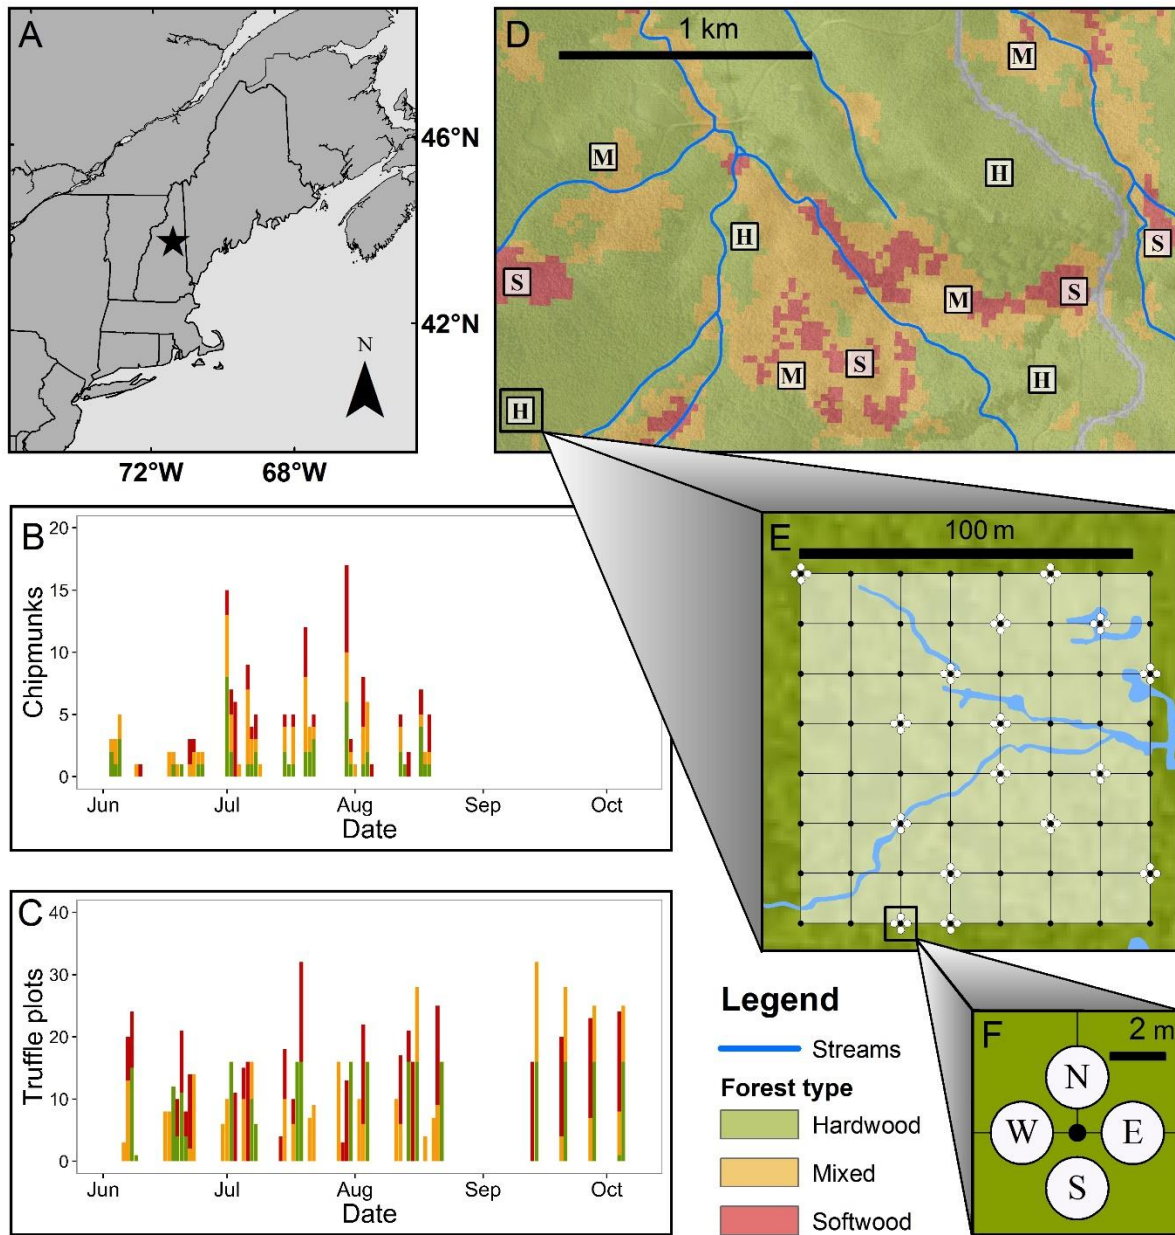 A
46°N
42°N
N
72°W
68°W
D
1 km
M
M
H
H
S
S
M
S
M
S
H
H
B
20
15
10
5
0
Chipmunks
Jun
Jul
Aug
Sep
Oct
Date
C
40
30
20
10
0
Truffle plots
Jun
Jul
Aug
Sep
Oct
Date
E
100 m
Legend
Streams
Forest type
Hardwood
Mixed
Softwood
F
2 m
N
W
E
S